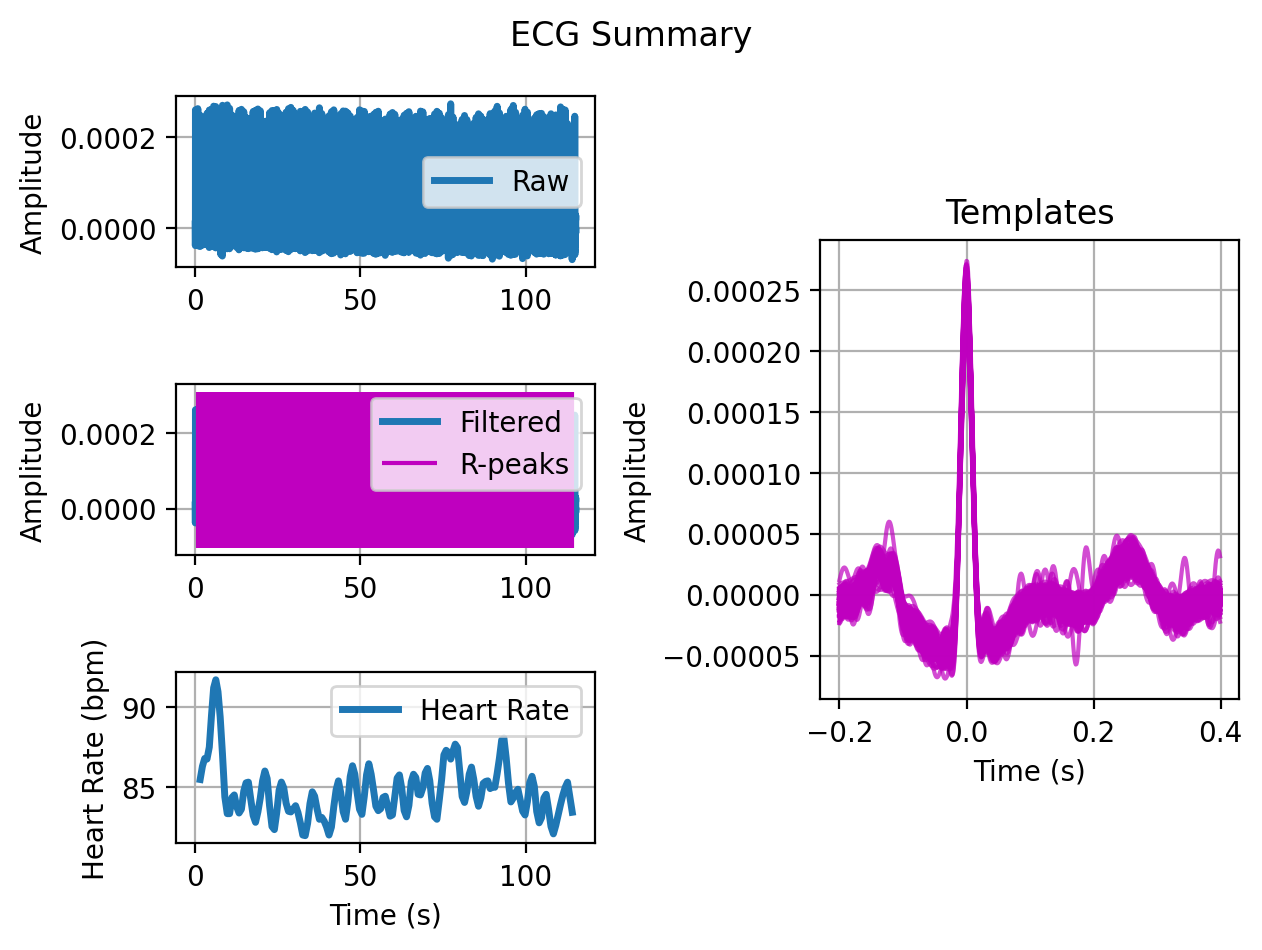 ECG Summary
Amplitude
0.0002
0.0000
Raw
0
50
100
Amplitude
0.0002
0.0000
Filtered
R-peaks
0
50
100
Heart Rate (bpm)
90
85
Heart Rate
0
50
100
Time (s)
Templates
Amplitude
0.00025
0.00020
0.00015
0.00010
0.00005
0.00000
−0.00005
−0.2
0.0
0.2
0.4
Time (s)